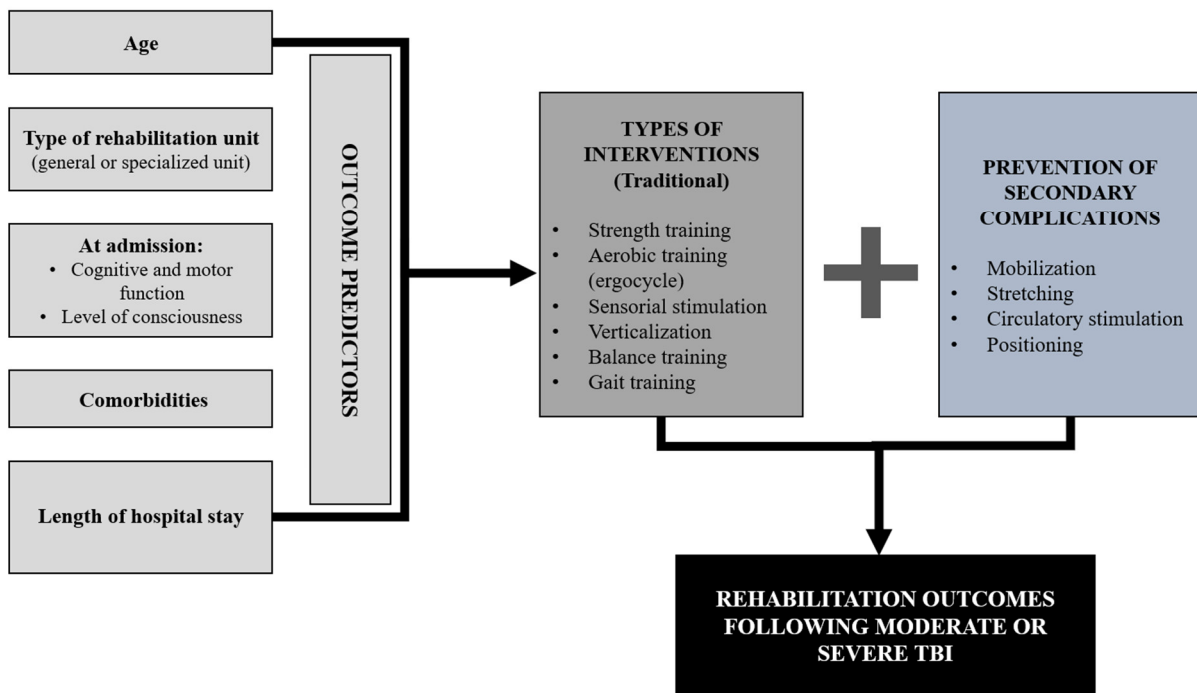 Age
Type of rehabilitation unit
(general or specialized unit)
At admission:
• Cognitive and motor
function
• Level of consciousness
Comorbidities
Length of hospital stay
OUTCOME PREDICTORS
TYPES OF
INTERVENTIONS
(Traditional)
• Strength training
• Aerobic training
(ergocycle)
• Sensorial stimulation
• Verticalization
• Balance training
• Gait training
PREVENTION OF
SECONDARY
COMPLICATIONS
• Mobilization
• Stretching
• Circulatory stimulation
• Positioning
REHABILITATION OUTCOMES
FOLLOWING MODERATE OR
SEVERE TBI